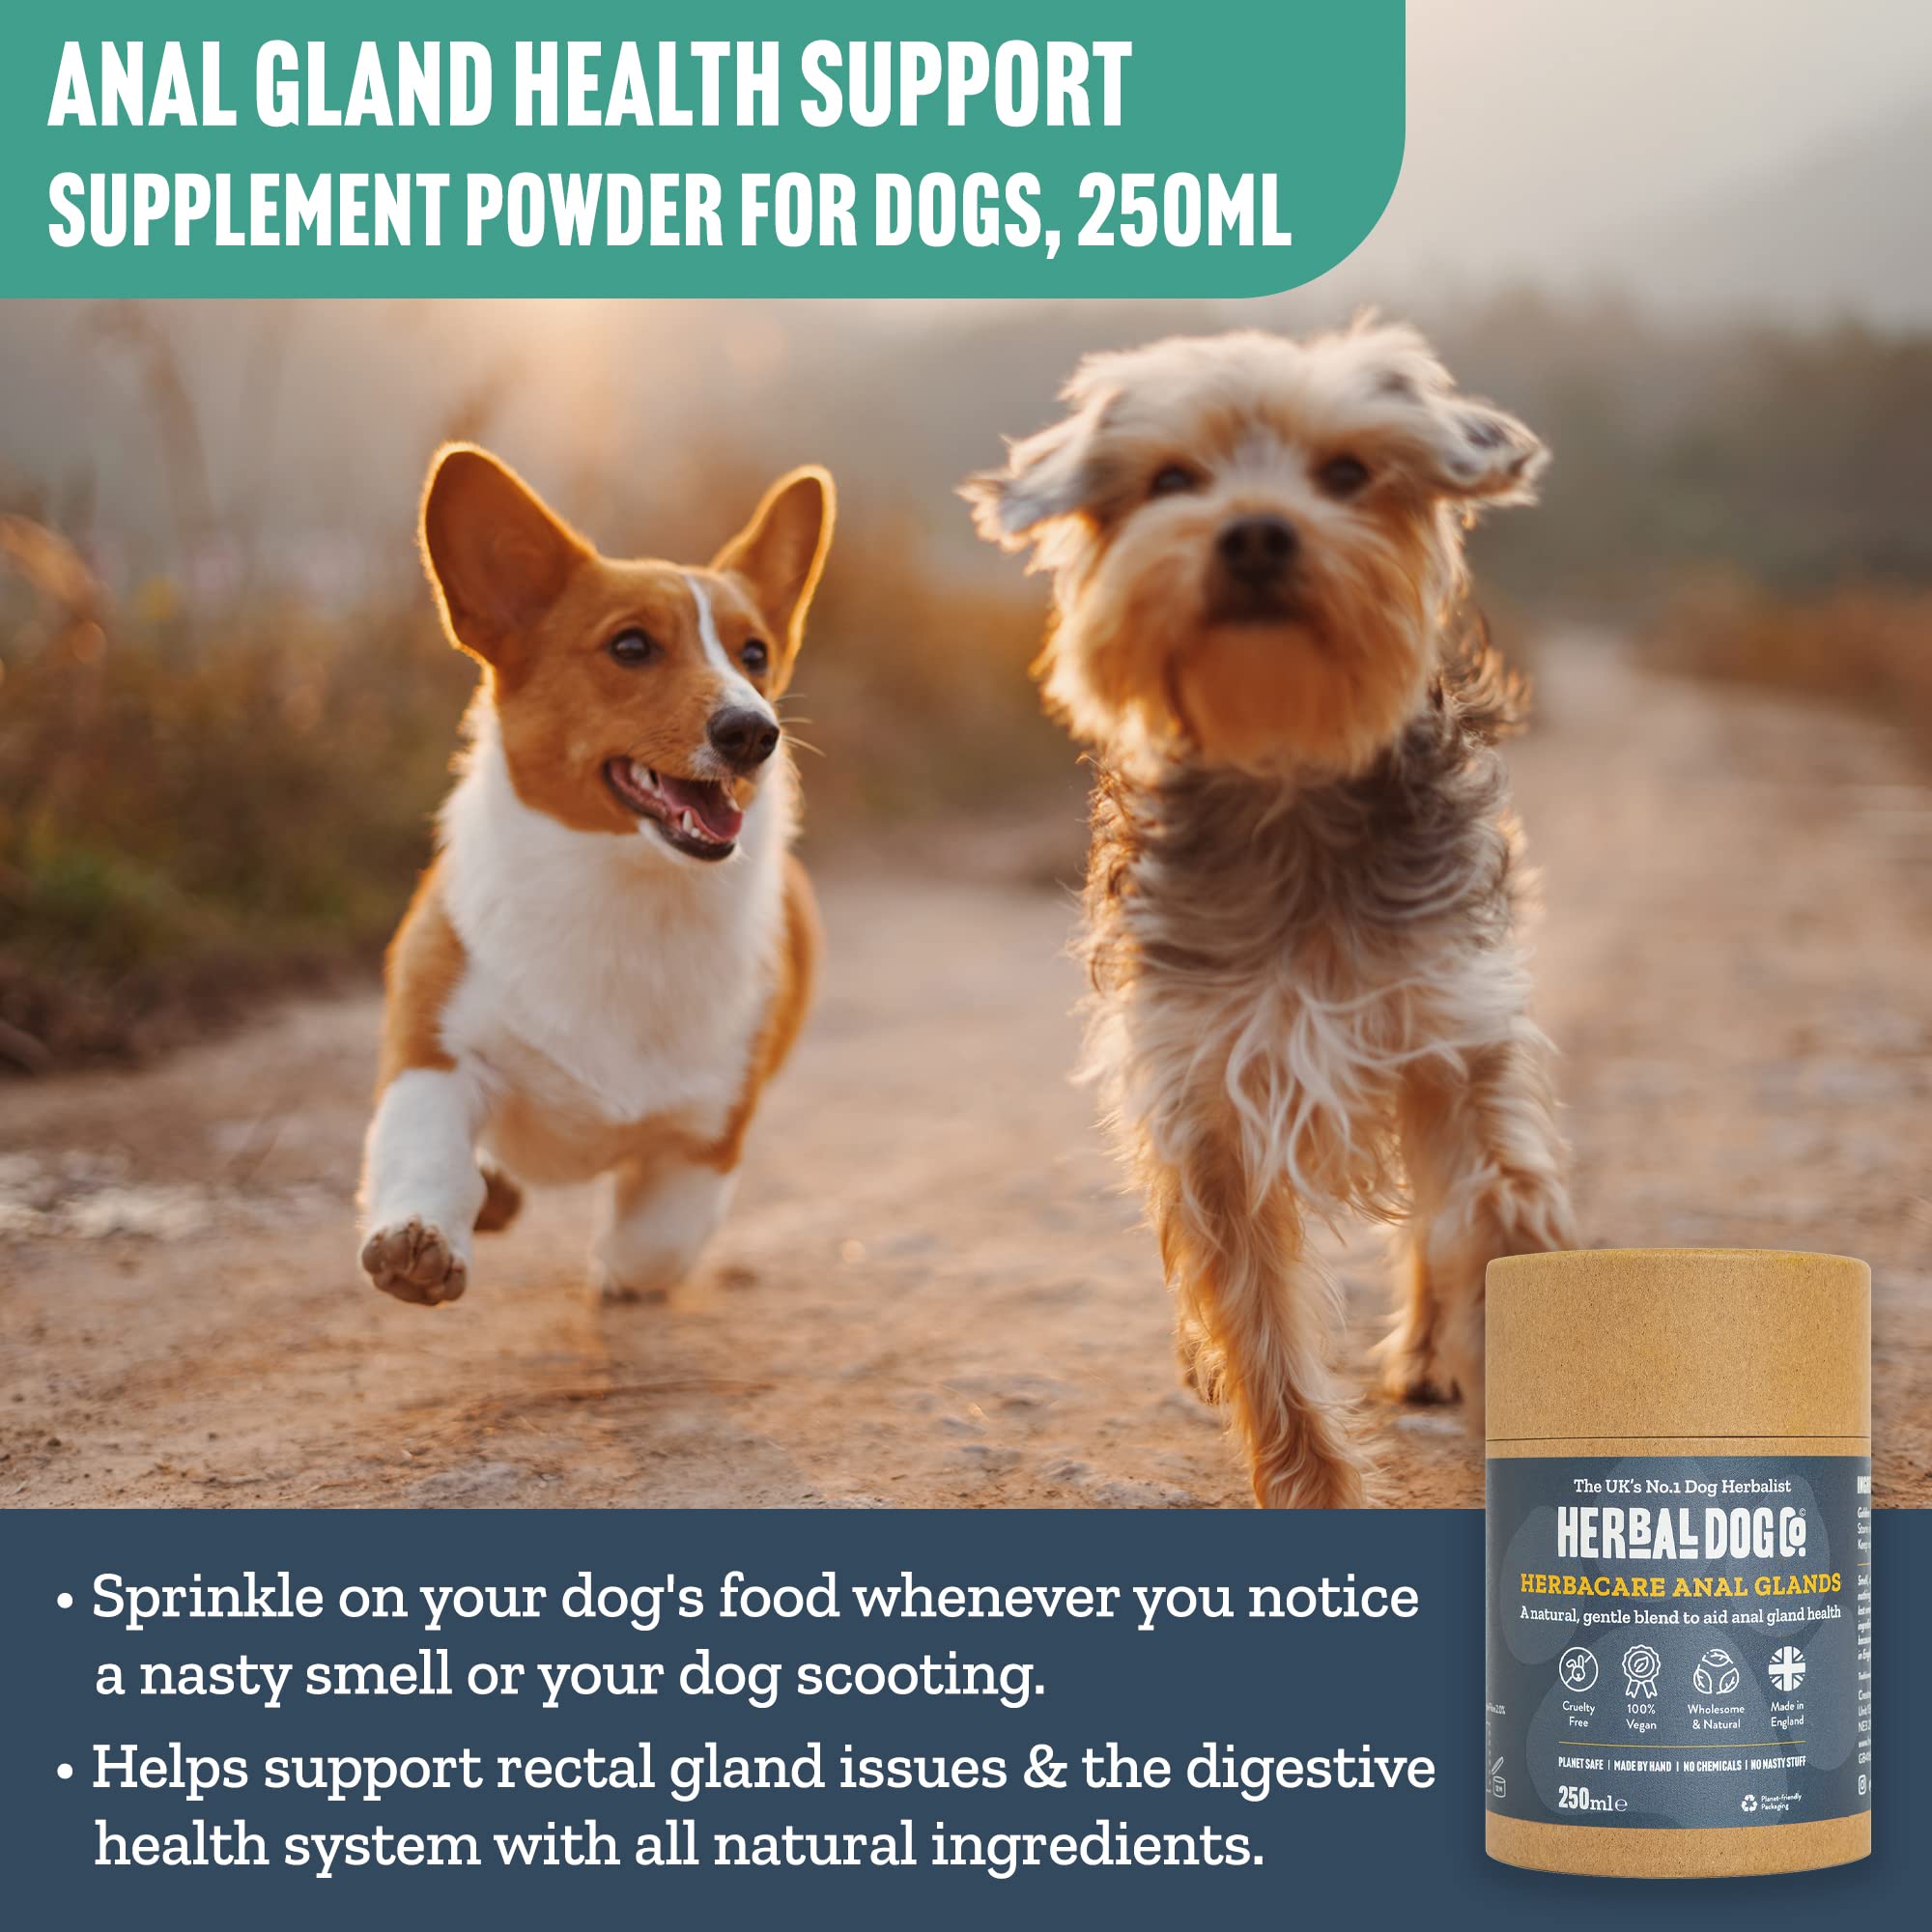 ANAL GLAND HEALTH SUPPORT
SUPPLEMENT POWDER FOR DOGS, 250ML
• Sprinkle on your dog's food whenever you notice
a nasty smell or your dog scooting.
• Helps support rectal gland issues & the digestive
health system with all natural ingredients.
The UK's No.1 Dog Herbalist
HERBAL DOG Co.
HERBACARE ANAL GLANDS
A natural, gentle blend to aid anal gland health
Cruelty Free
100% Vegan
Wholesome & Natural
Made in England
PLANET SAFE | MADE BY HAND | NO CHEMICALS | NO NASTY STUFF
250ml℮
Planet-friendly
Packaging